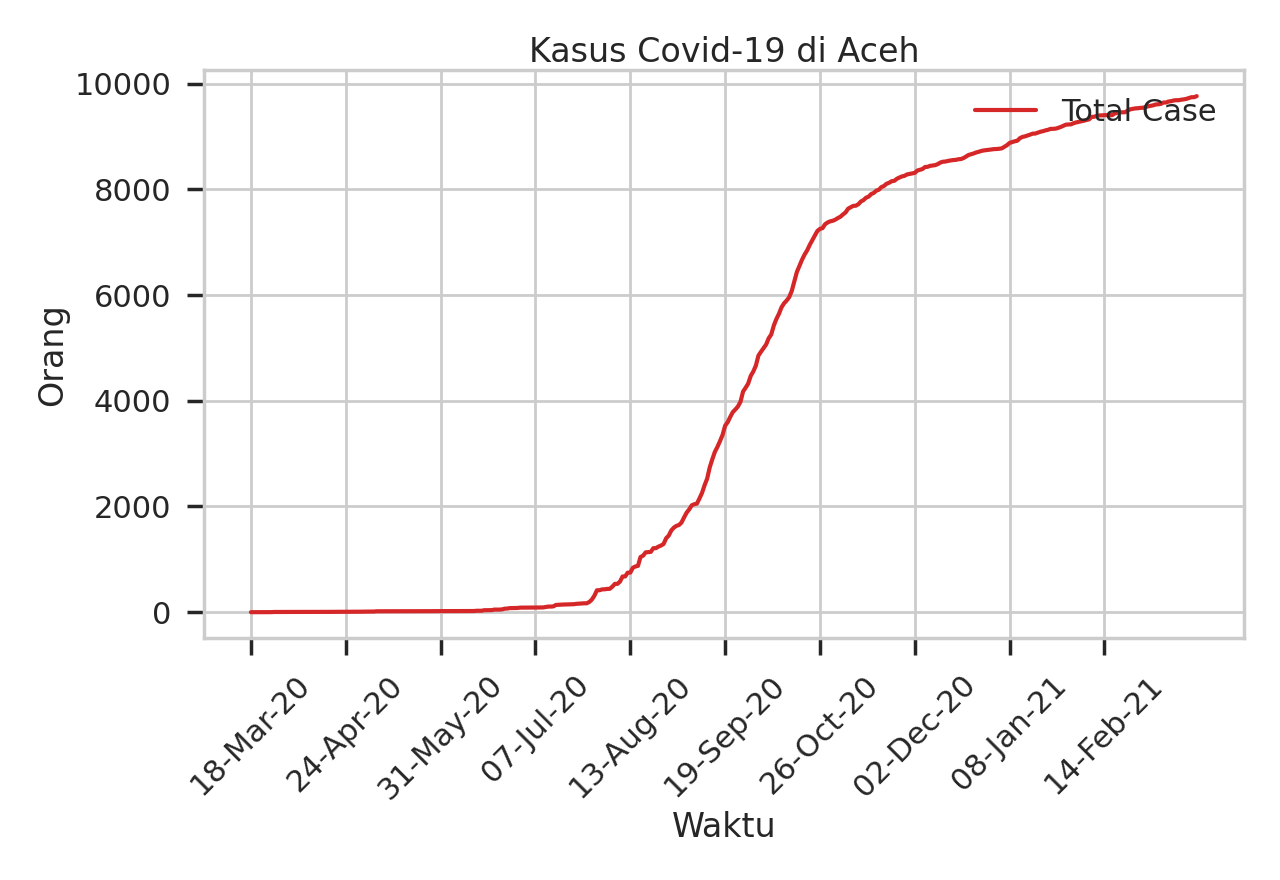 Kasus Covid-19 di Aceh
Total Case
10000
8000
6000
4000
2000
0
Orang
18-Mar-20
24-Apr-20
31-May-20
07-Jul-20
13-Aug-20
19-Sep-20
26-Oct-20
02-Dec-20
08-Jan-21
14-Feb-21
Waktu